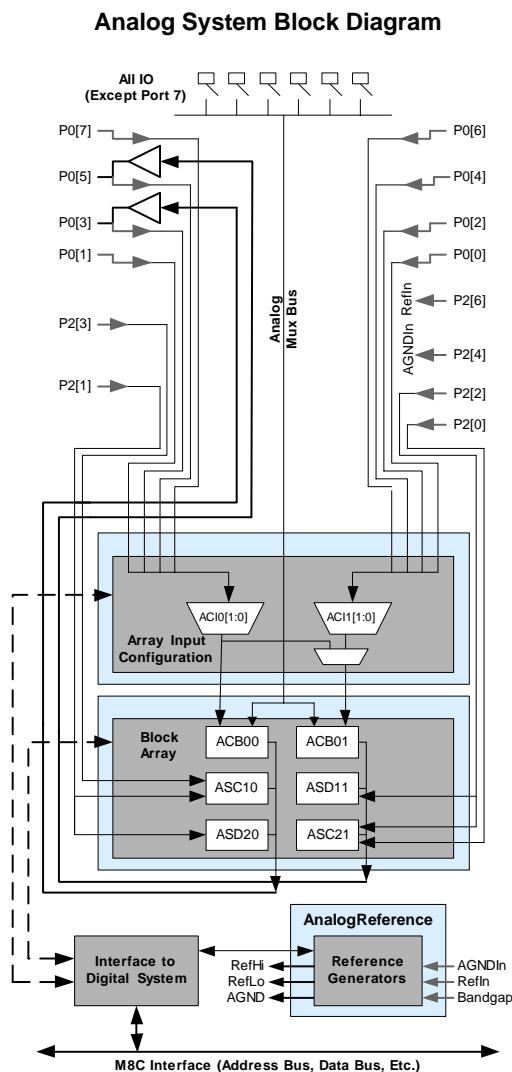 Analog System Block Diagram
All IO
(Except Port 7)
P0[7]
P0[5]
P0[3]
P0[1]
P2[3]
P2[1]
P0[6]
P0[4]
P0[2]
P0[0]
P2[6]
P2[4]
P2[2]
P2[0]
AGNDIn RefIn
Analog
Mux Bus
ACI0[1:0]
ACI1[1:0]
Array Input
Configuration
Block
Array
ACB00
ACB01
ASC10
ASD11
ASD20
ASC21
AnalogReference
Interface to
Digital System
RefHi
RefLo
AGND
Reference
Generators
AGNDIn
RefIn
Bandgap
M8C Interface (Address Bus, Data Bus, Etc.)